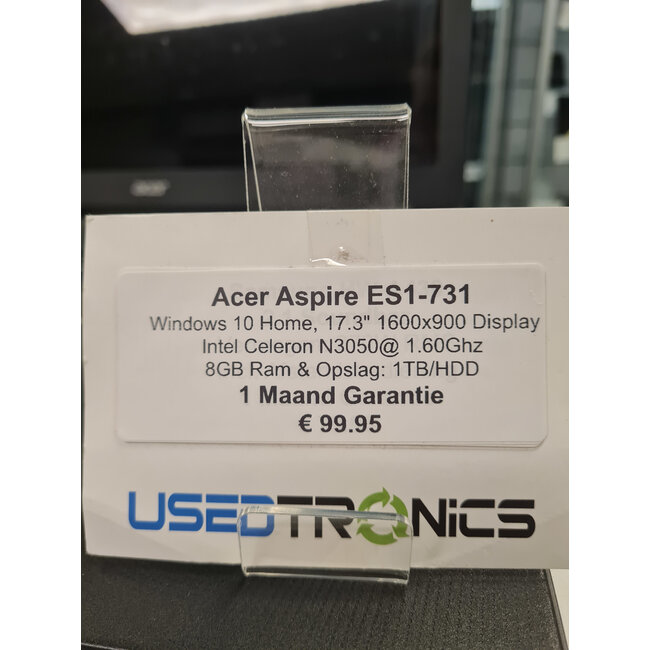 acer
Acer Aspire ES1-731
Windows 10 Home, 17.3" 1600x900 Display
Intel Celeron N3050@ 1.60Ghz
8GB Ram & Opslag: 1TB/HDD
1 Maand Garantie
€ 99.95
USEDTRONiCS